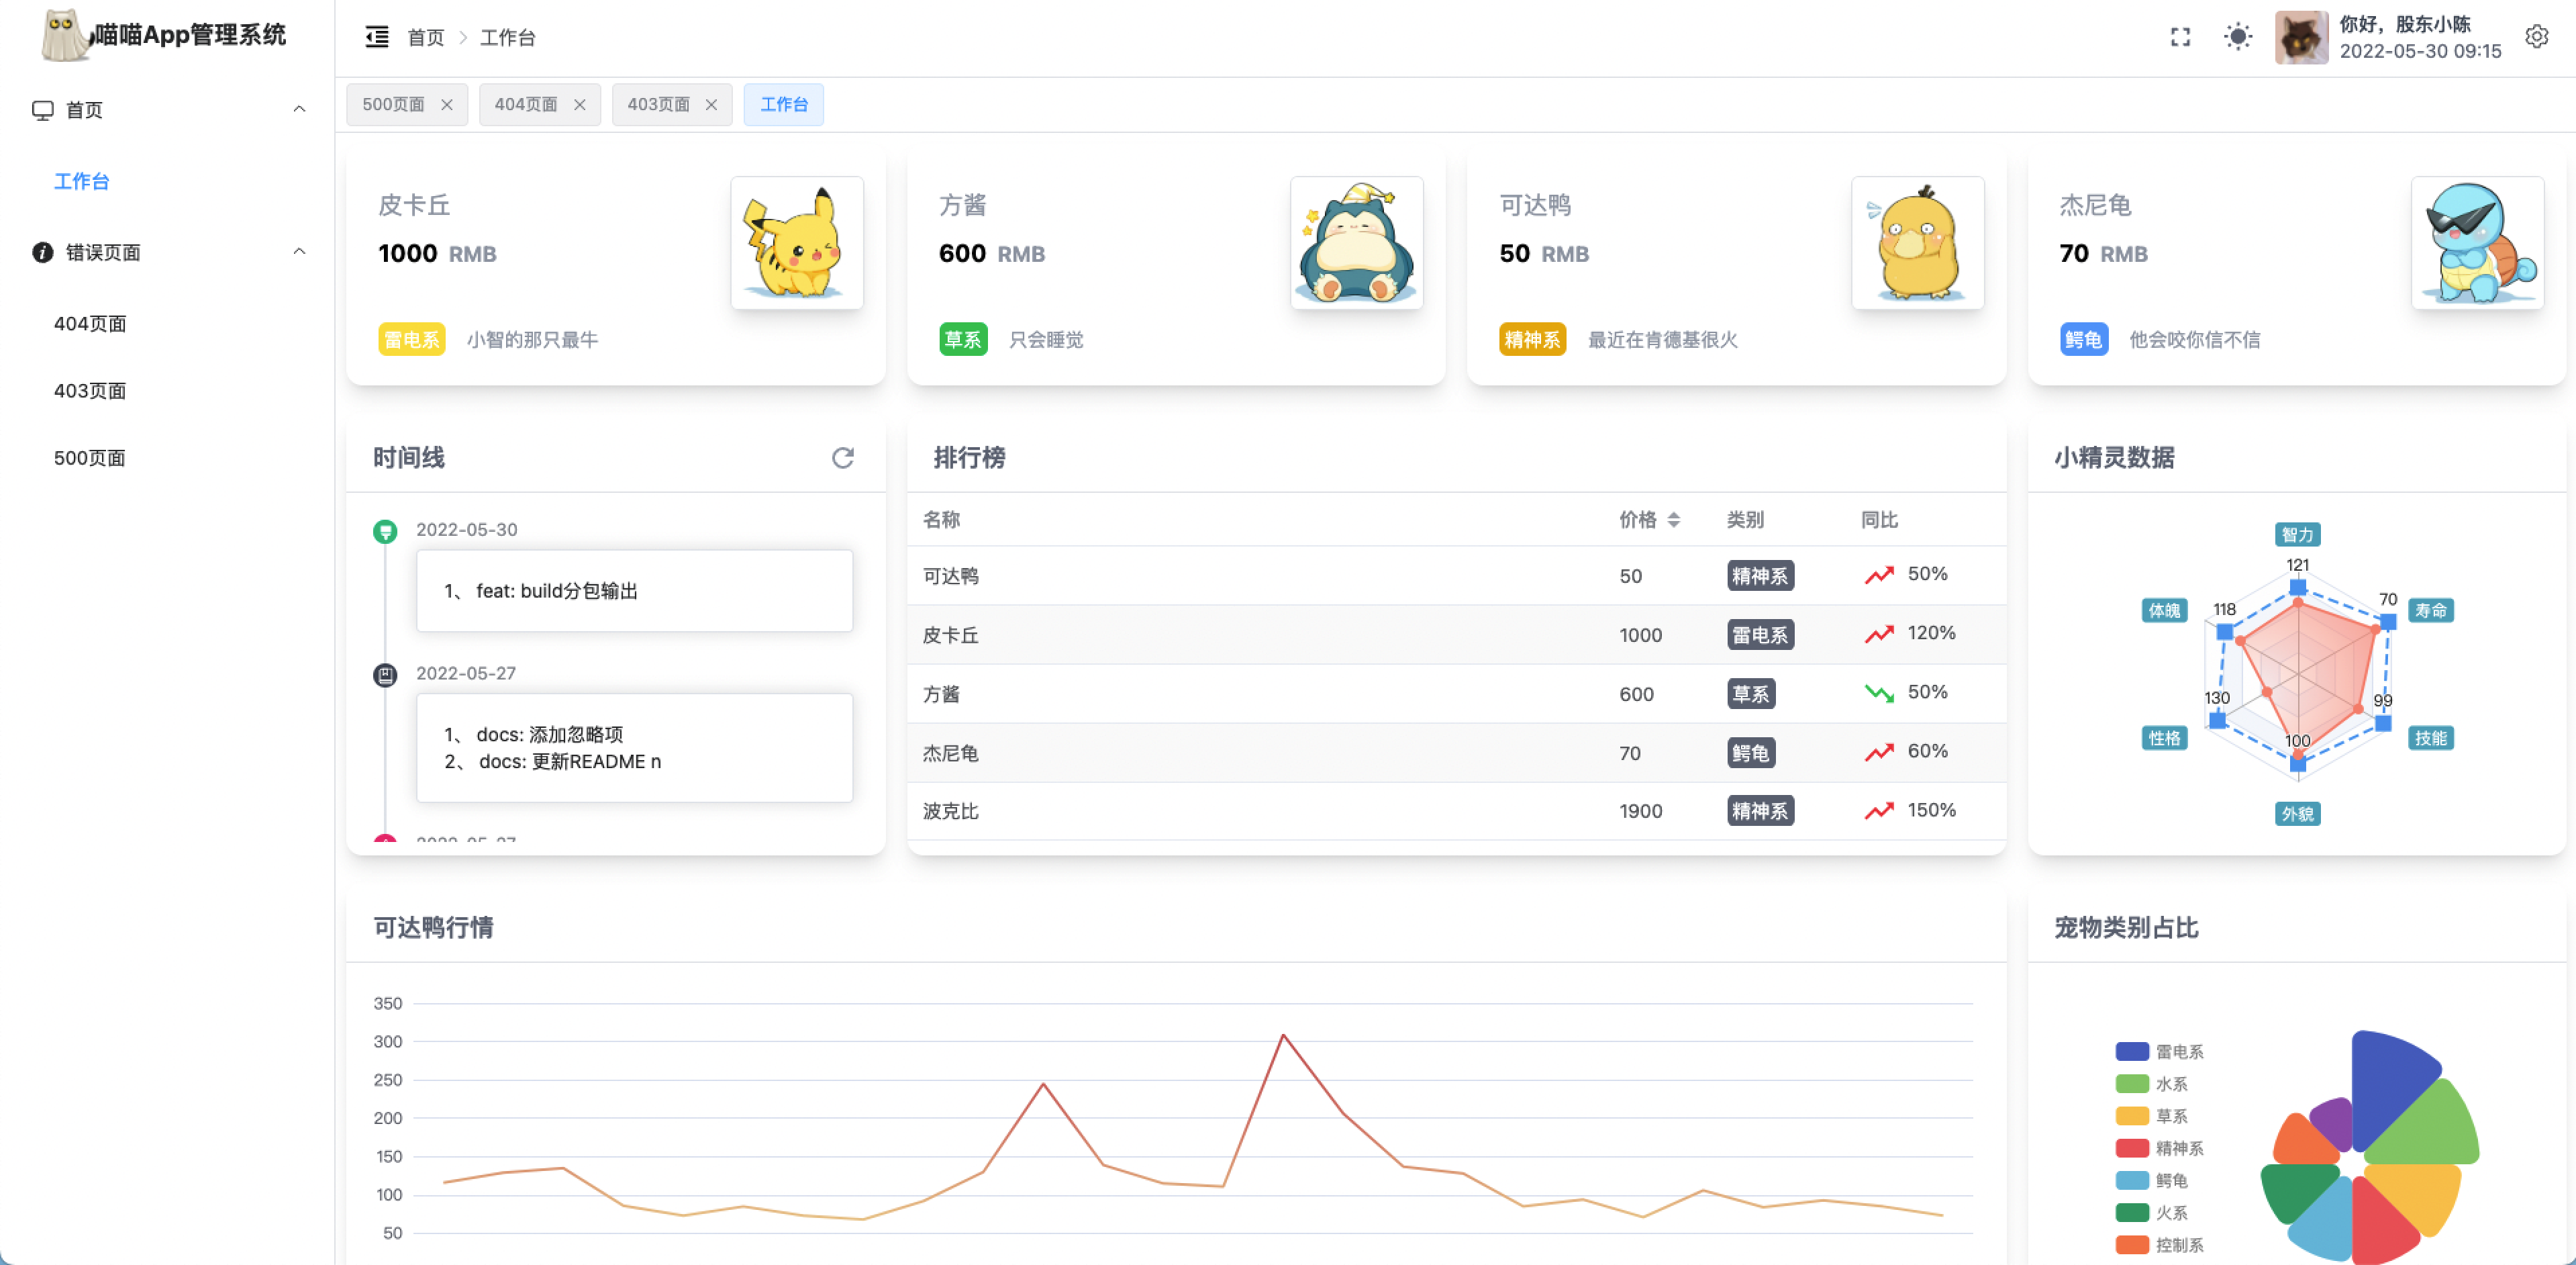 喵喵App管理系统
首页
工作台
错误页面
404页面
403页面
500页面
首页 > 工作台
你好，股东小陈
2022-05-30 09:15
500页面 404页面 403页面 工作台
皮卡丘
1000 RMB
雷电系 小智的那只最牛
方酱
600 RMB
草系 只会睡觉
可达鸭
50 RMB
精神系 最近在肯德基很火
杰尼龟
70 RMB
鳄龟 他会咬你信不信
时间线
2022-05-30
1、 feat: build分包输出
2022-05-27
1、 docs: 添加忽略项
2、 docs: 更新README n
排行榜
名称 价格 类别 同比
可达鸭 50 精神系 50%
皮卡丘 1000 雷电系 120%
方酱 600 草系 50%
杰尼龟 70 鳄龟 60%
波克比 1900 精神系 150%
小精灵数据
智力
121
体魄 118 70 寿命
130 99
性格 100 技能
外貌
可达鸭行情
350
300
250
200
150
100
50
宠物类别占比
雷电系
水系
草系
精神系
鳄龟
火系
控制系